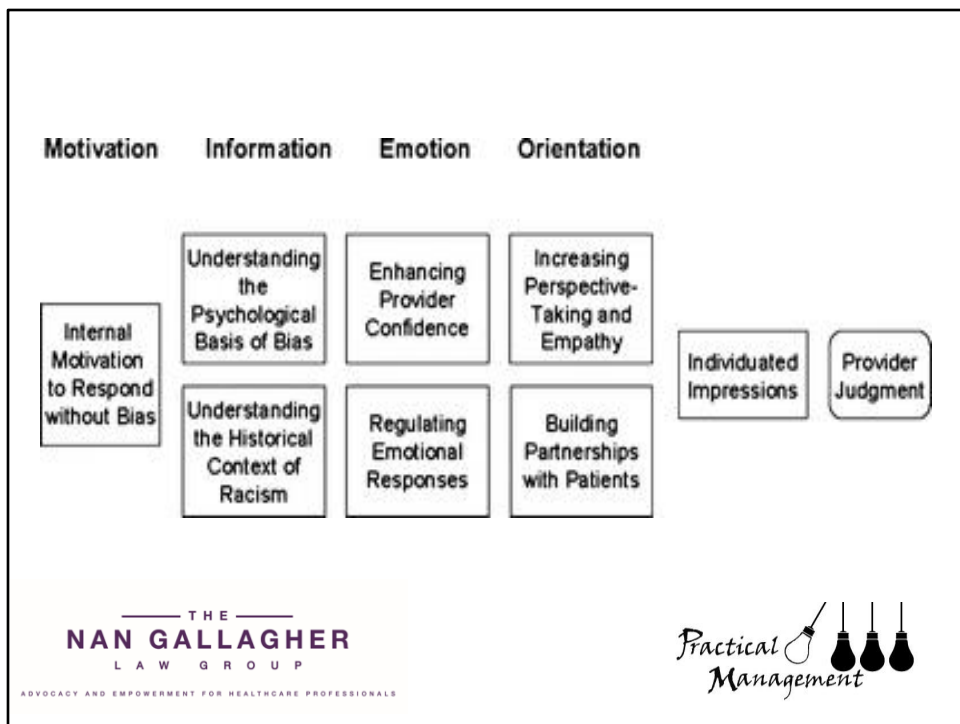 Motivation
Information
Emotion
Orientation
Internal
Motivation
to Respond
without Bias
Understanding
the
Psychological
Basis of Bias
Understanding
the Historical
Context of
Racism
Enhancing
Provider
Confidence
Regulating
Emotional
Responses
Increasing
Perspective-
Taking and
Empathy
Building
Partnerships
with Patients
Individuated
Impressions
Provider
Judgment
THE
NAN GALLAGHER
LAW GROUP
ADVOCACY AND EMPOWERMENT FOR HEALTHCARE PROFESSIONALS
Practical
Management